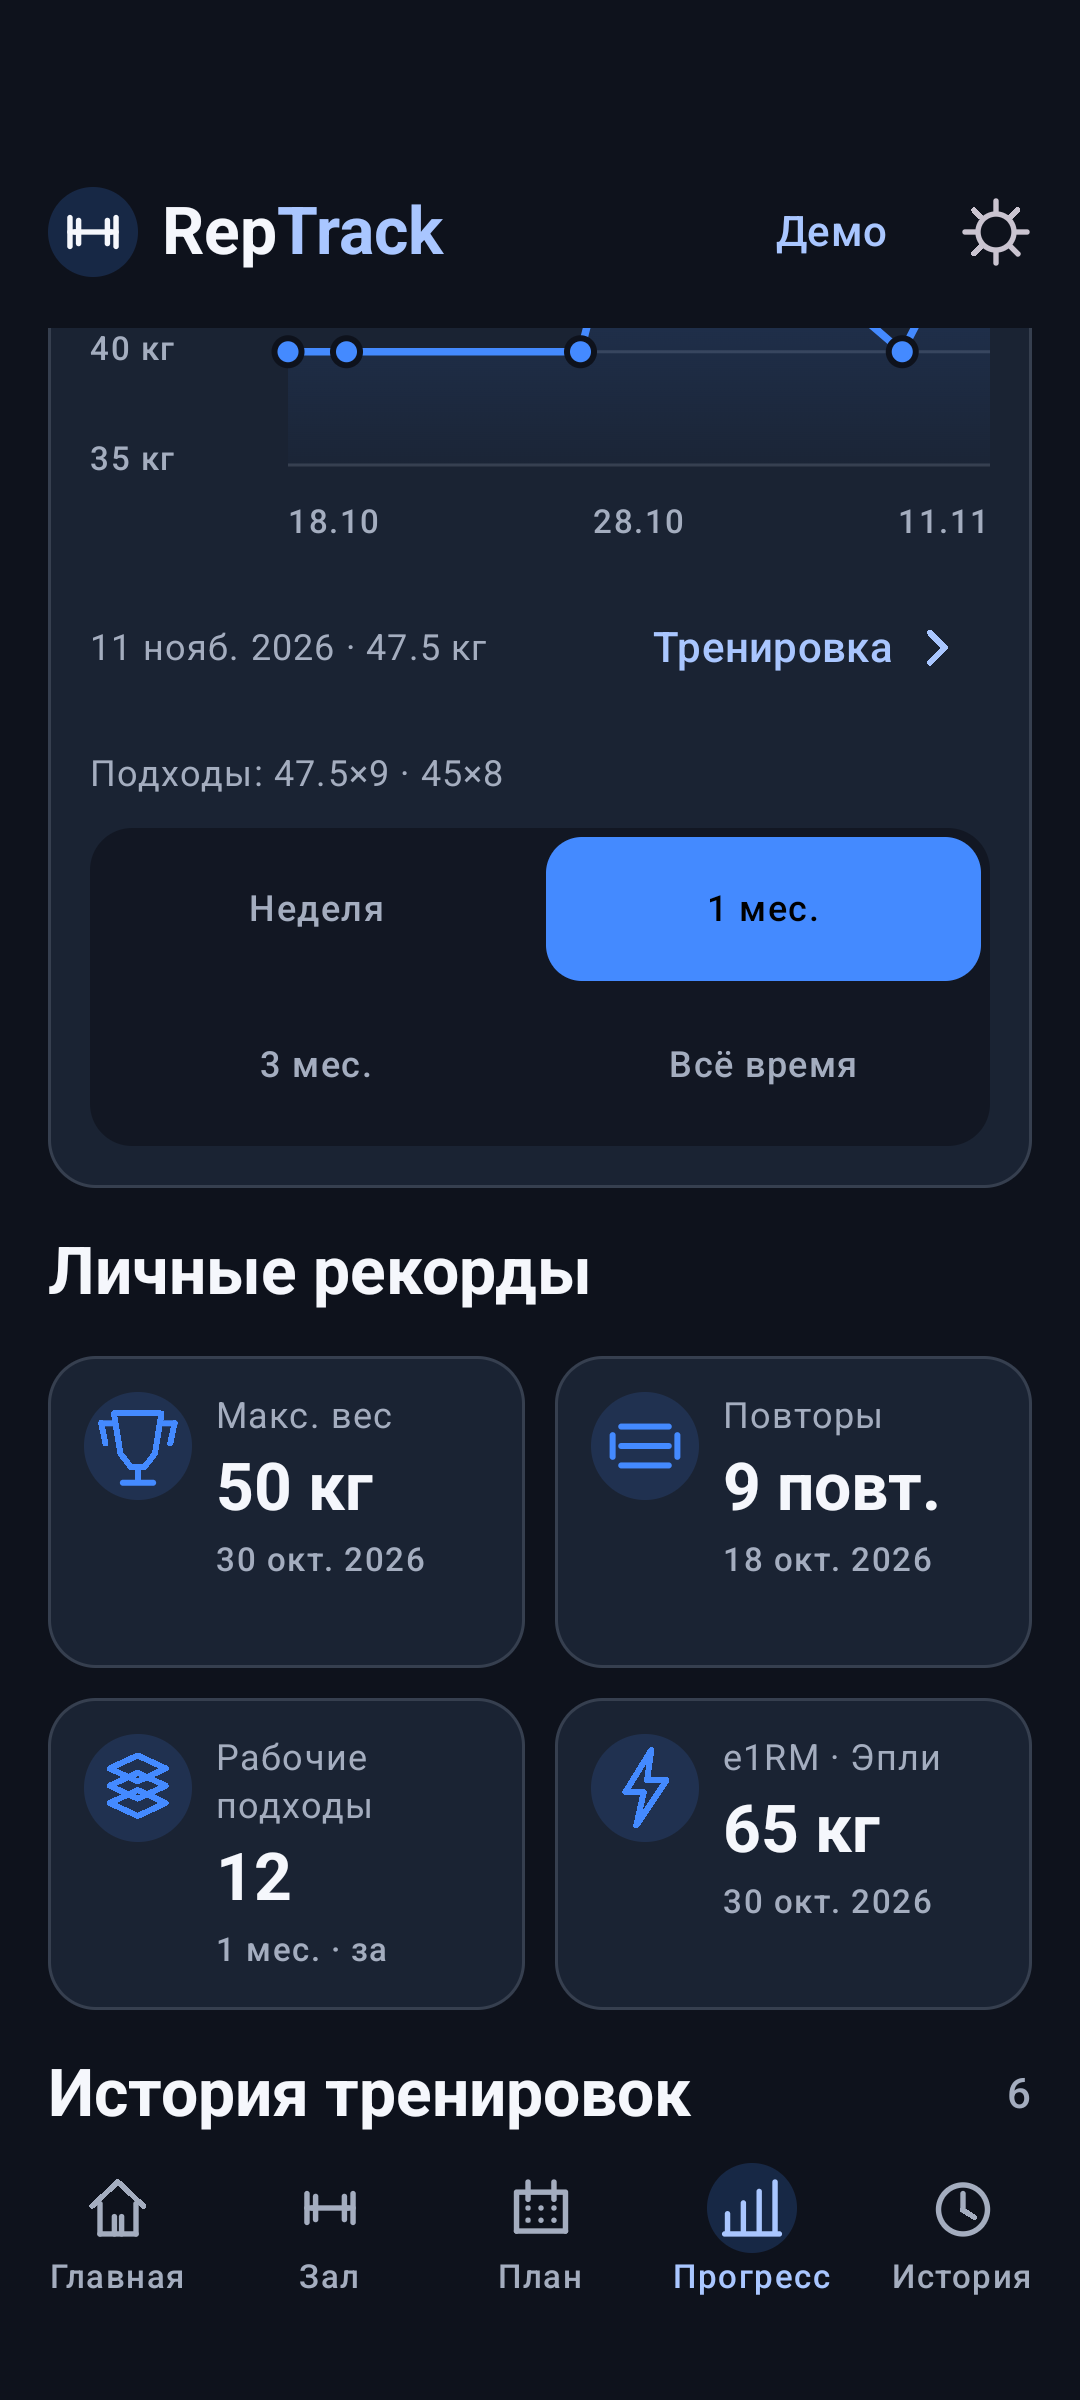 RepTrack
Демо
40 кг
35 кг
18.10 28.10 11.11
11 нояб. 2026 · 47.5 кг
Тренировка
Подходы: 47.5×9 · 45×8
Неделя
1 мес.
3 мес.
Всё время
Личные рекорды
Макс. вес
50 кг
30 окт. 2026
Повторы
9 повт.
18 окт. 2026
Рабочие
подходы
12
1 мес. · за
e1RM · Эпли
65 кг
30 окт. 2026
История тренировок
6
Главная
Зал
План
Прогресс
История